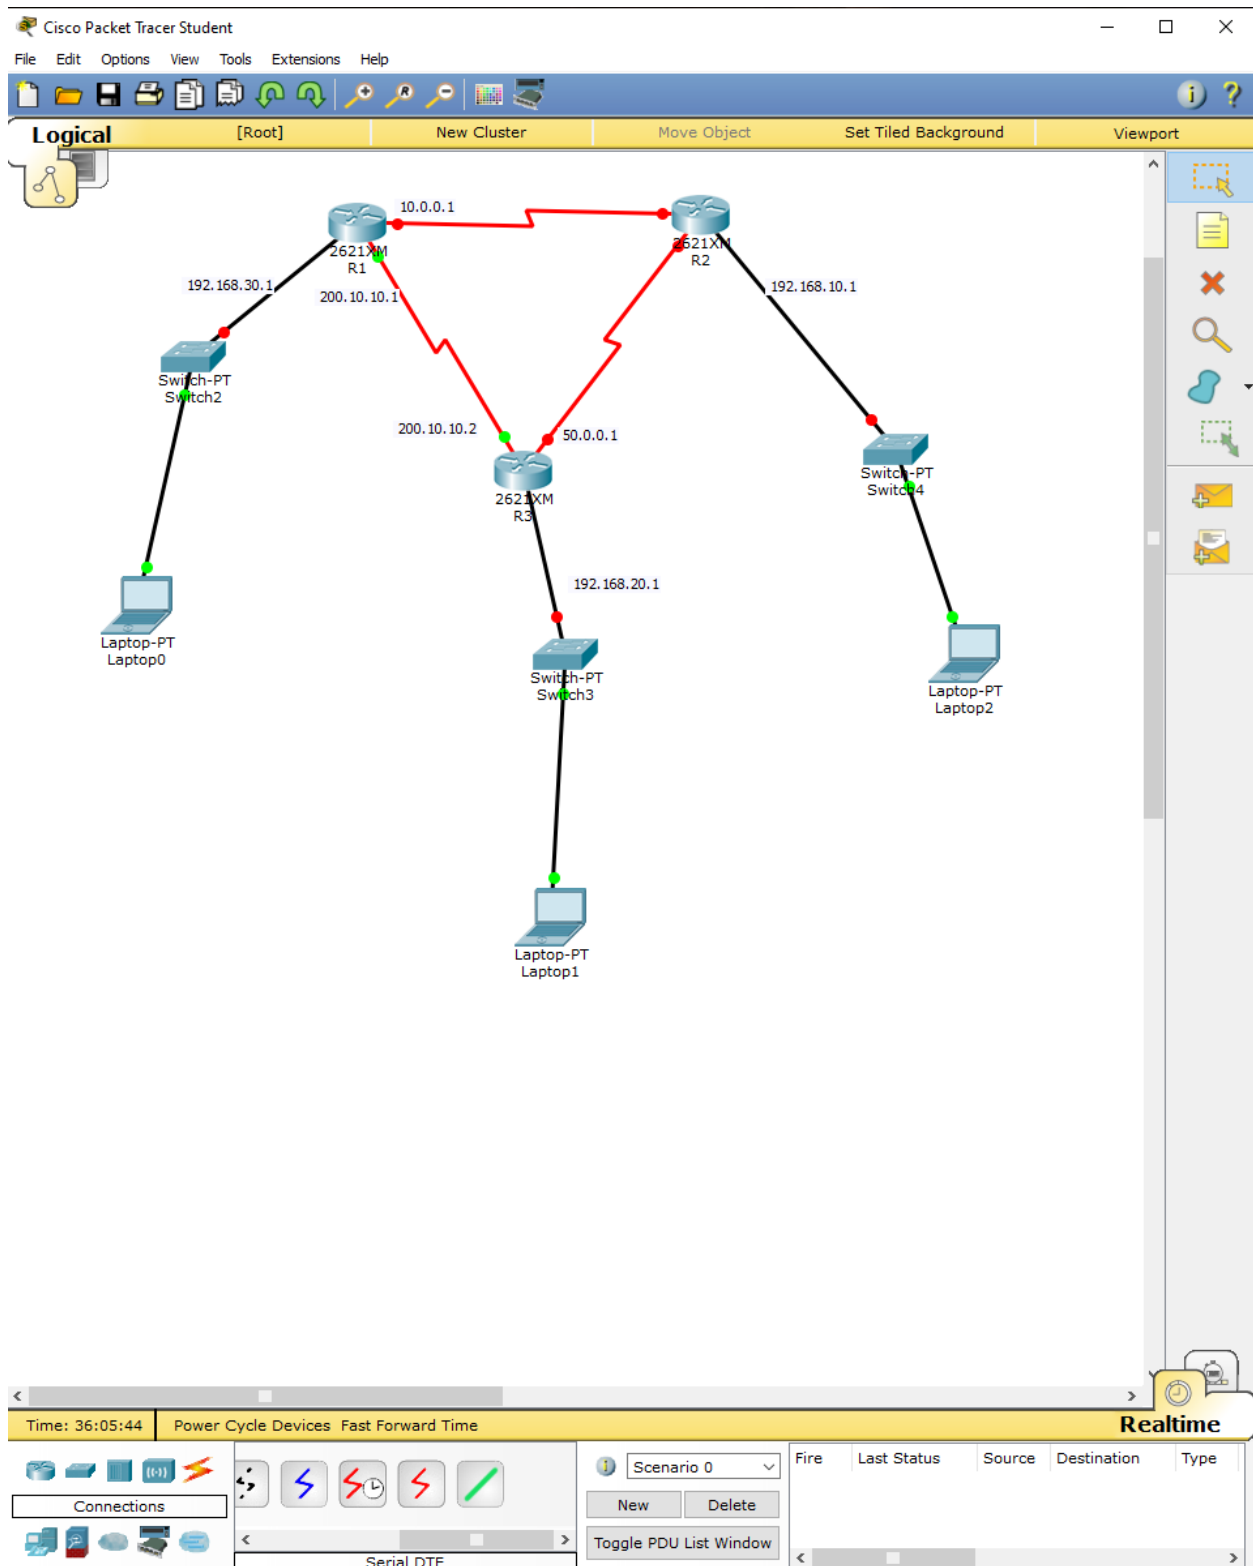 Cisco Packet Tracer Student
File Edit Options View Tools Extensions Help
Logical [Root] New Cluster Move Object Set Tiled Background Viewport
10.0.0.1
2621XM
R1
2621XM
R2
192.168.30.1
200.10.10.1
192.168.10.1
Switch-PT
Switch2
200.10.10.2
50.0.0.1
2621XM
R3
Switch-PT
Switch4
192.168.20.1
Laptop-PT
Laptop0
Switch-PT
Switch3
Laptop-PT
Laptop2
Laptop-PT
Laptop1
Time: 36:05:44 Power Cycle Devices Fast Forward Time Realtime
Scenario 0
Fire Last Status Source Destination Type
Connections
New Delete
Toggle PDU List Window
Serial DTE